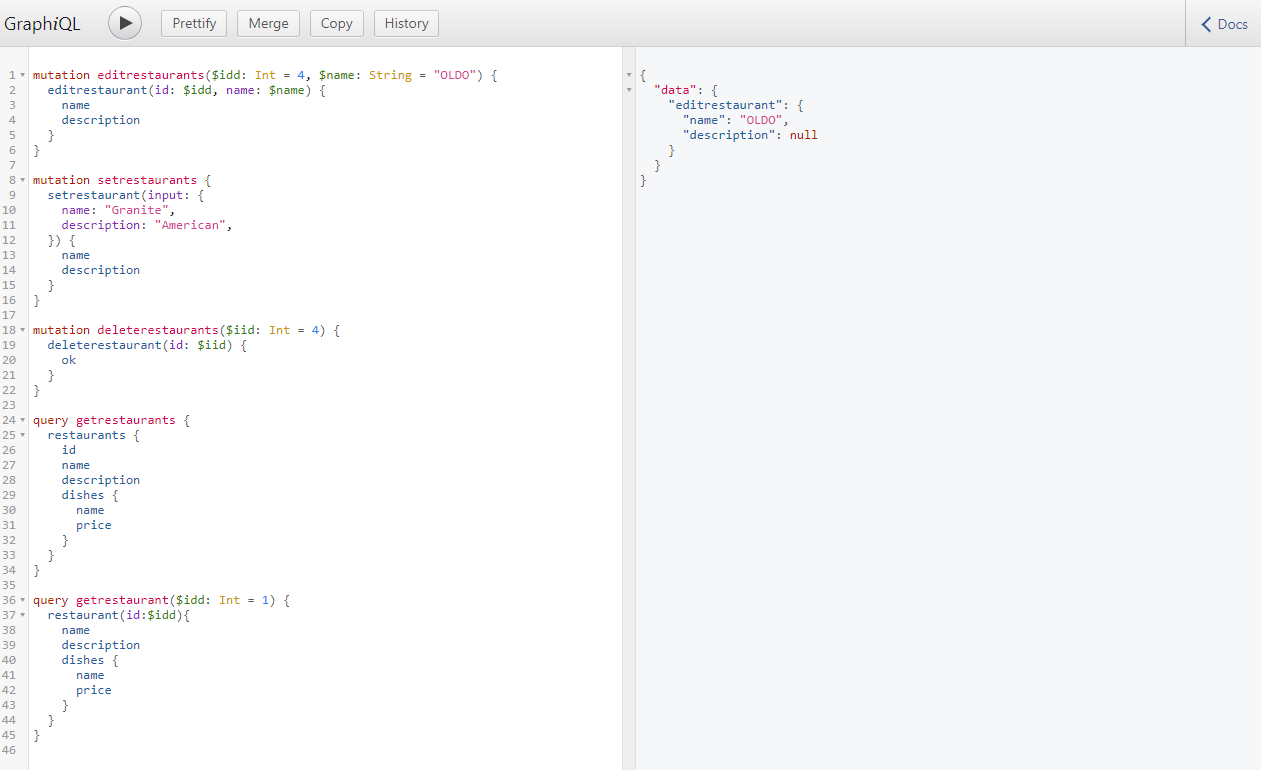 GraphiQL Prettify Merge Copy History Docs
1 mutation editrestaurants($idd: Int = 4, $name: String = "OLDO") {
2   editrestaurant(id: $idd, name: $name) {
3     name
4     description
5   }
6 }
7
8 mutation setrestaurants {
9   setrestaurant(input: {
10     name: "Granite",
11     description: "American",
12   }) {
13     name
14     description
15   }
16 }
17
18 mutation deleterestaurants($iid: Int = 4) {
19   deleterestaurant(id: $iid) {
20     ok
21   }
22 }
23
24 query getrestaurants {
25   restaurants {
26     id
27     name
28     description
29     dishes {
30       name
31       price
32     }
33   }
34 }
35
36 query getrestaurant($idd: Int = 1) {
37   restaurant(id:$idd){
38     name
39     description
40     dishes {
41       name
42       price
43     }
44   }
45 }
46
{
  "data": {
    "editrestaurant": {
      "name": "OLDO",
      "description": null
    }
  }
}